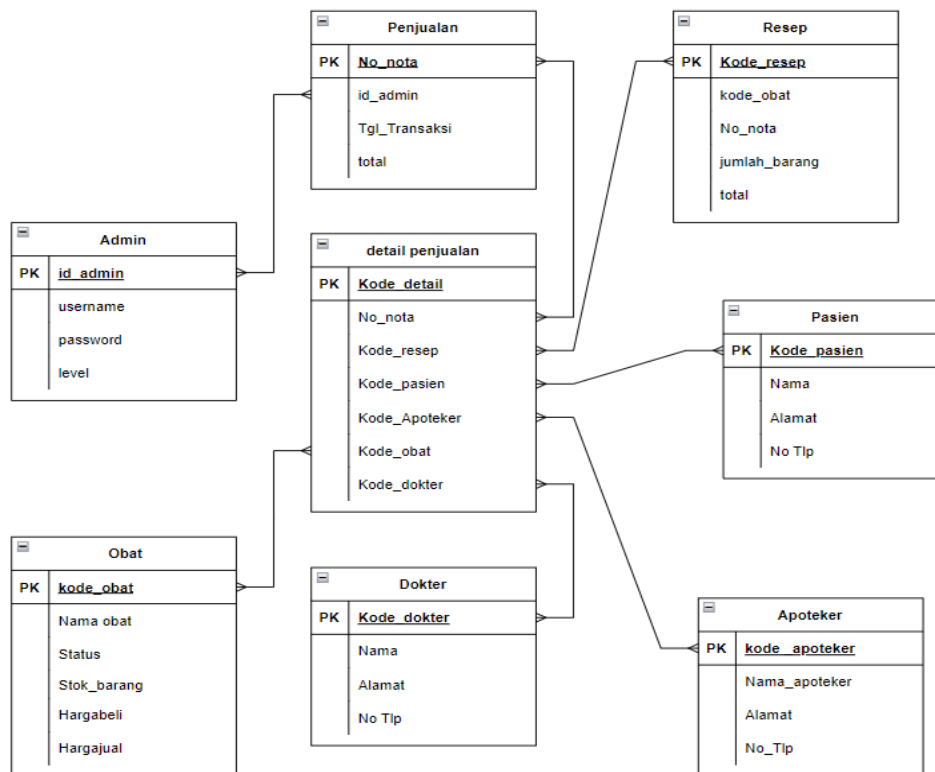 Penjualan
PK No_nota
id_admin
Tgl_Transaksi
total
Resep
PK Kode_resep
kode_obat
No_nota
jumlah_barang
total
Admin
PK id_admin
username
password
level
detail penjualan
PK Kode_detail
No_nota
Kode_resep
Kode_pasien
Kode_Apoteker
Kode_obat
Kode_dokter
Pasien
PK Kode_pasien
Nama
Alamat
No Tlp
Obat
PK kode_obat
Nama obat
Status
Stok_barang
Hargabeli
Hargajual
Dokter
PK Kode_dokter
Nama
Alamat
No Tlp
Apoteker
PK kode_apoteker
Nama_apoteker
Alamat
No_Tlp